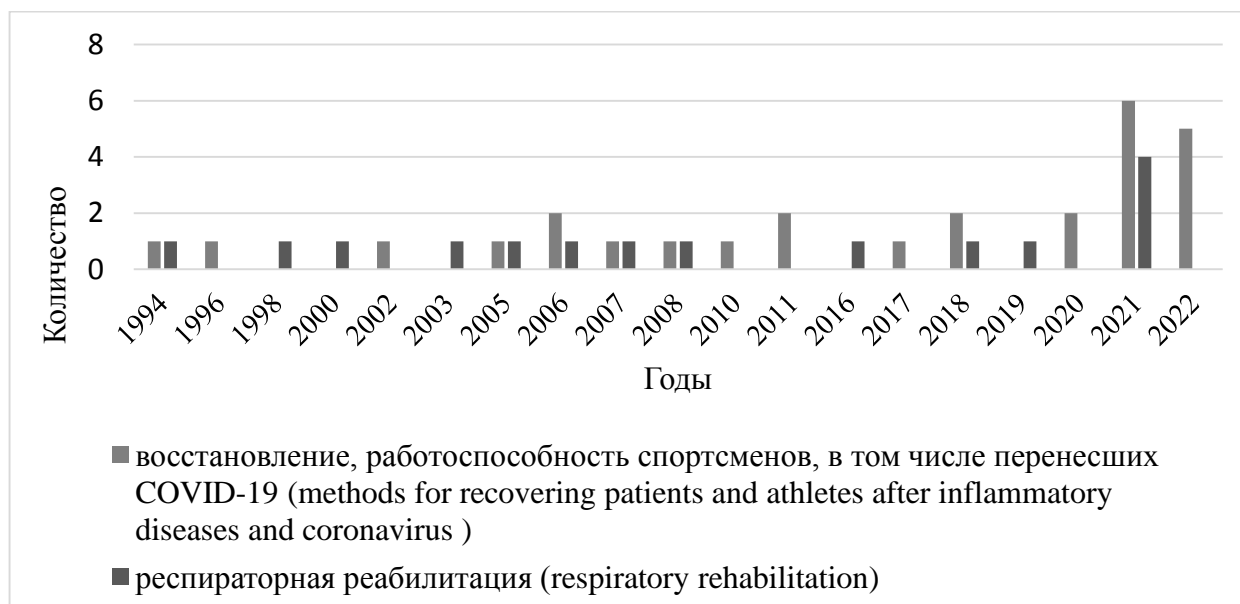 8
6
4
2
0
Количество
1994 1996 1998 2000 2002 2003 2005 2006 2007 2008 2010 2011 2016 2017 2018 2019 2020 2021 2022
Годы
восстановление, работоспособность спортсменов, в том числе перенесших
COVID-19 (methods for recovering patients and athletes after inflammatory
diseases and coronavirus )
респираторная реабилитация (respiratory rehabilitation)